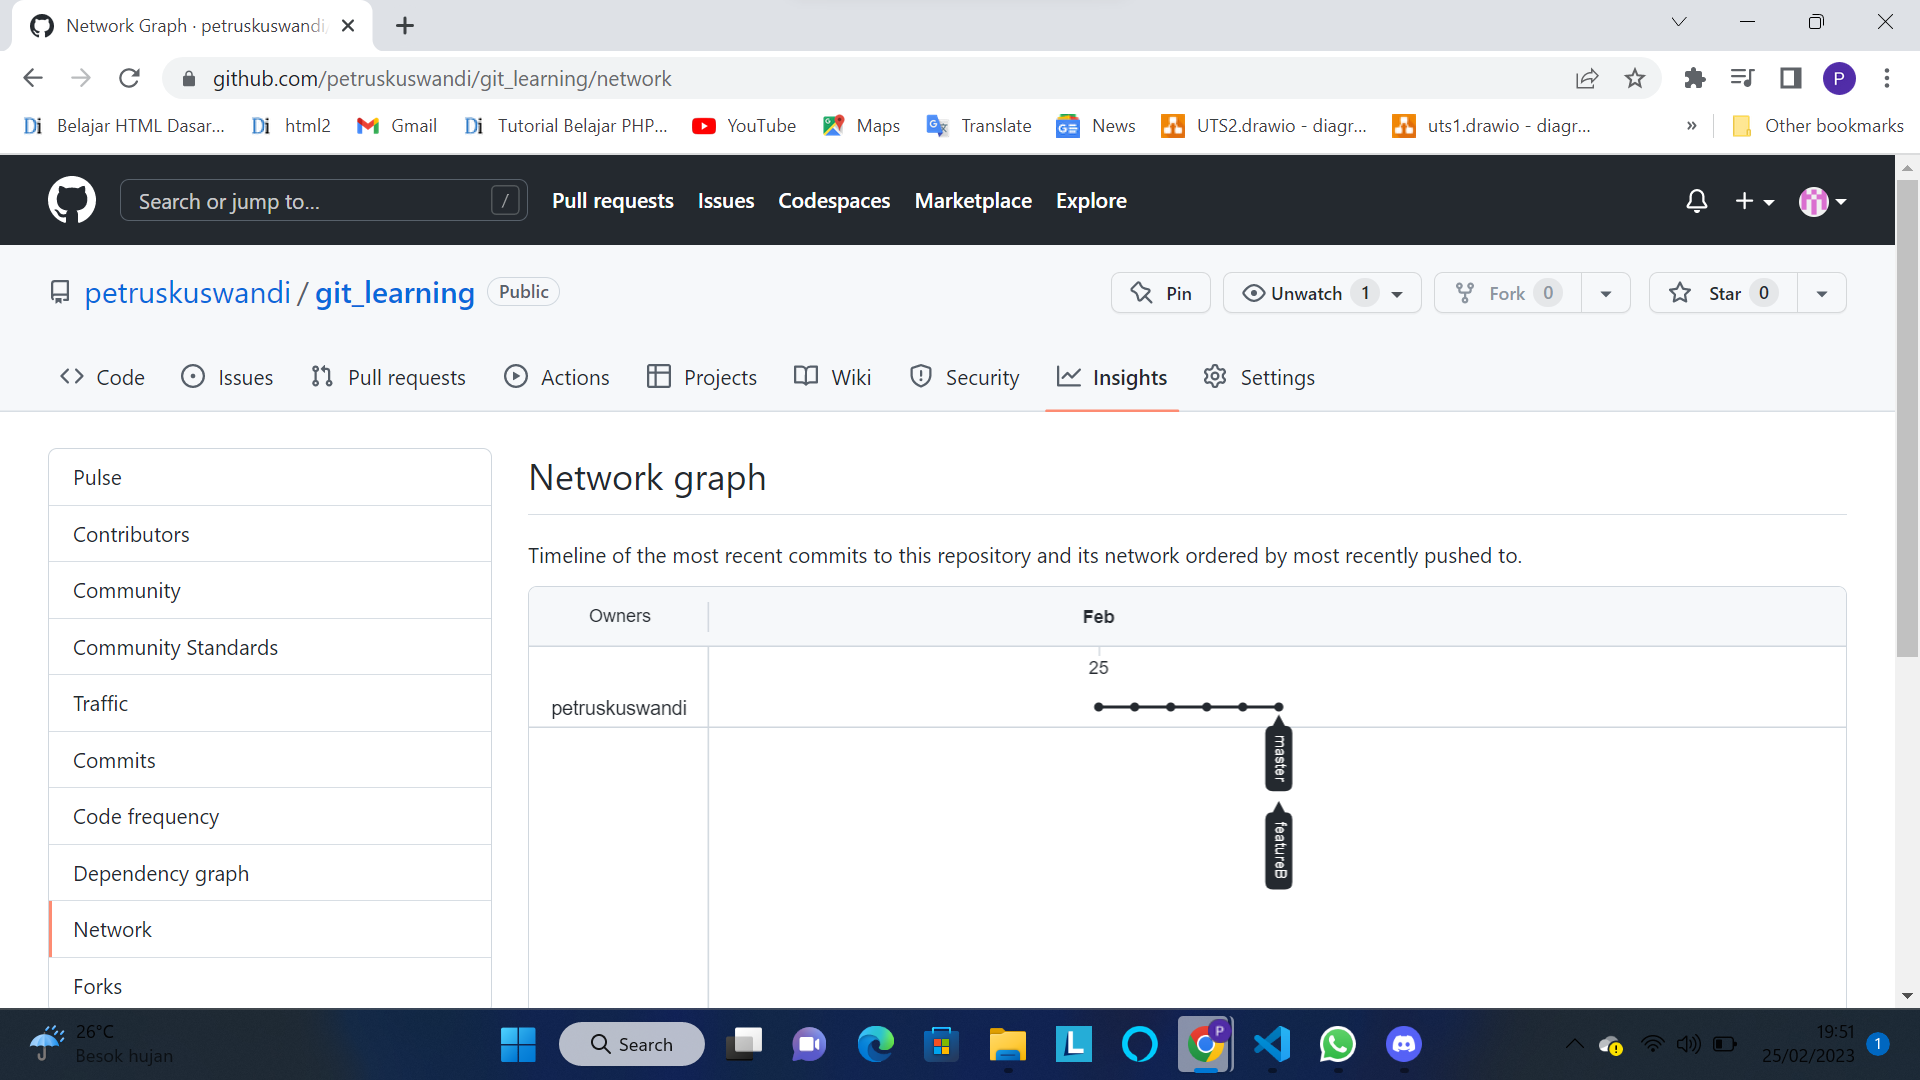 Network Graph · petruskuswandi/
github.com/petruskuswandi/git_learning/network
Di Belajar HTML Dasar... Di html2 Gmail Di Tutorial Belajar PHP... YouTube Maps Translate News UTS2.drawio - diagr... uts1.drawio - diagr... » Other bookmarks
Search or jump to... / Pull requests Issues Codespaces Marketplace Explore
petruskuswandi / git_learning Public Pin Unwatch 1 Fork 0 Star 0
Code Issues Pull requests Actions Projects Wiki Security Insights Settings
Pulse
Contributors
Community
Community Standards
Traffic
Commits
Code frequency
Dependency graph
Network
Forks
Network graph
Timeline of the most recent commits to this repository and its network ordered by most recently pushed to.
Owners Feb
25
petruskuswandi
master
featureB
26°C
Besok hujan
Search
19:51
25/02/2023
1